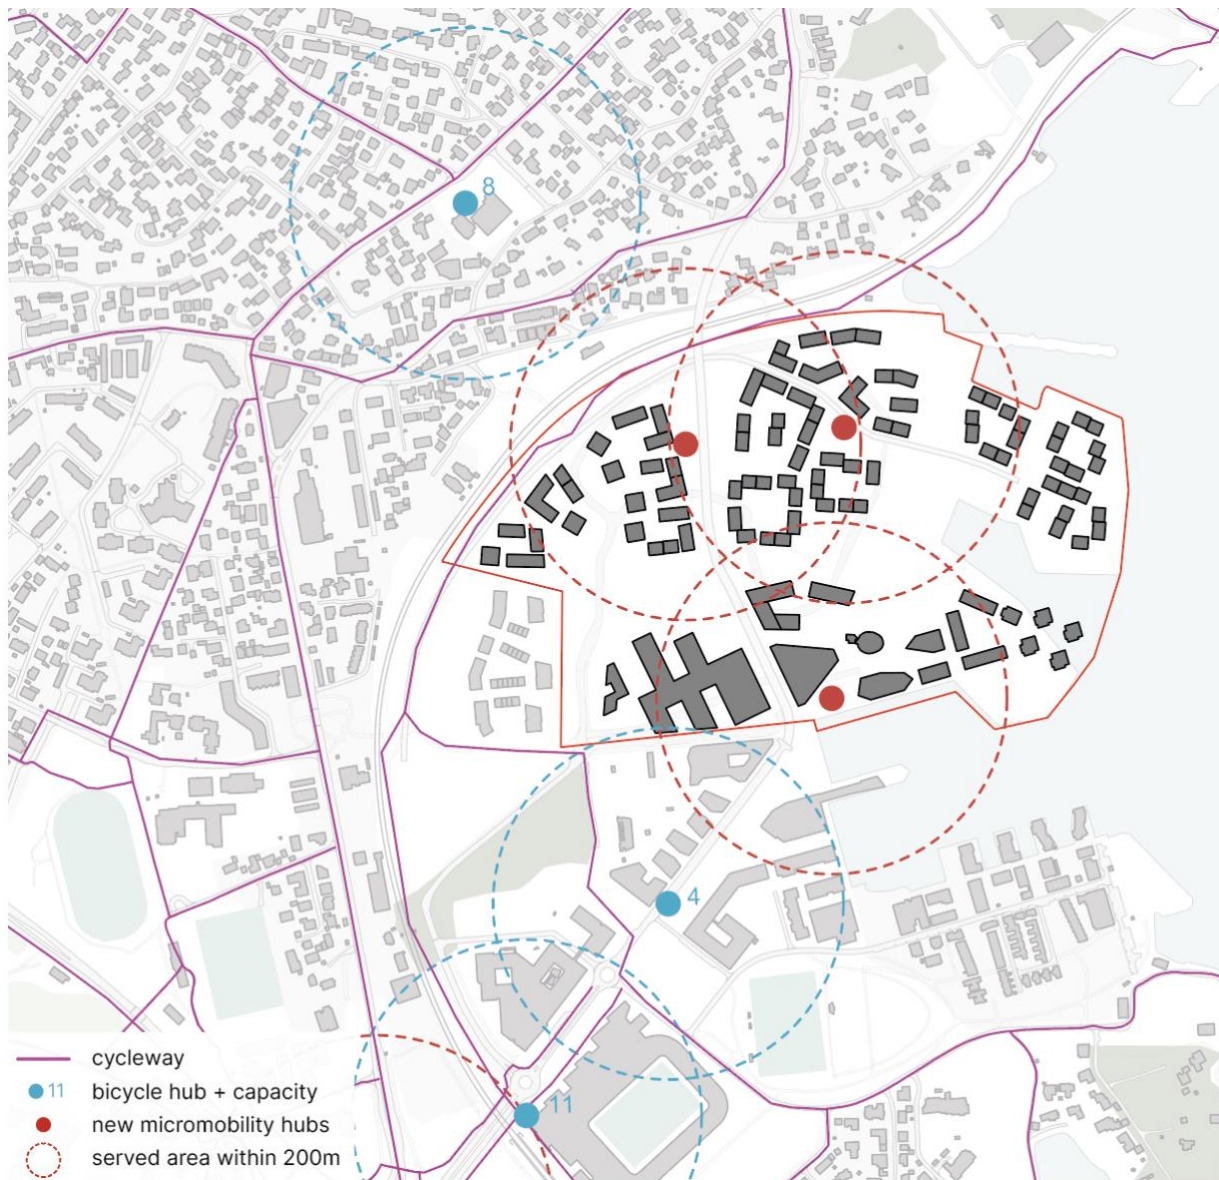 8
4
11
cycleway
11 bicycle hub + capacity
new micromobility hubs
served area within 200m